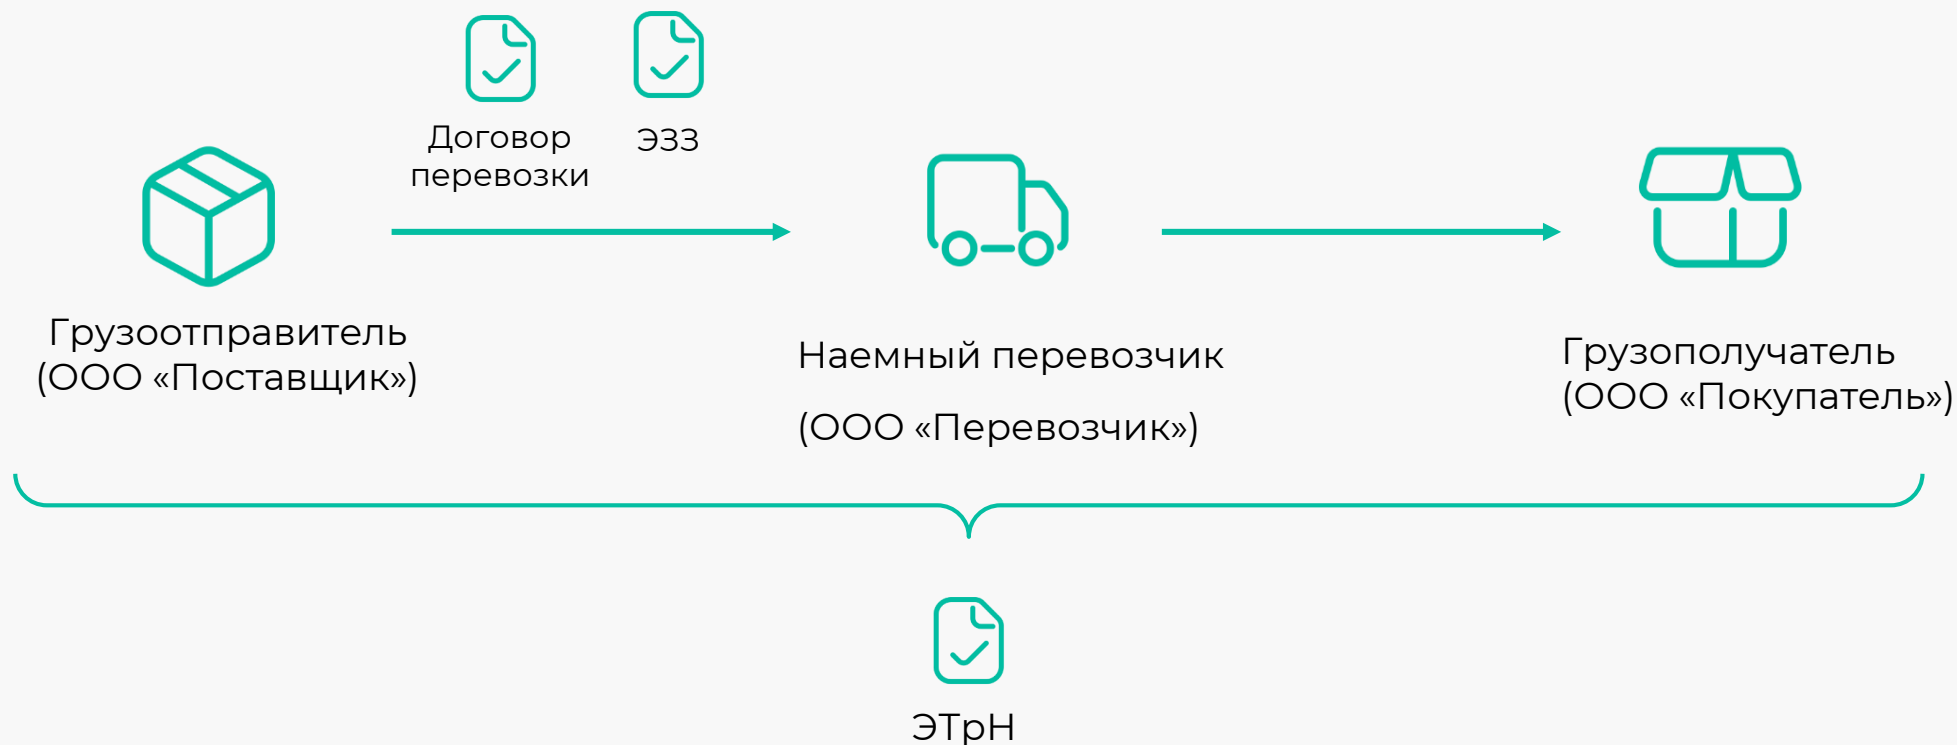 Договор
перевозки
ЭЗЗ
Грузоотправитель
(ООО «Поставщик»)
Наемный перевозчик
(ООО «Перевозчик»)
Грузополучатель
(ООО «Покупатель»)
ЭТрН